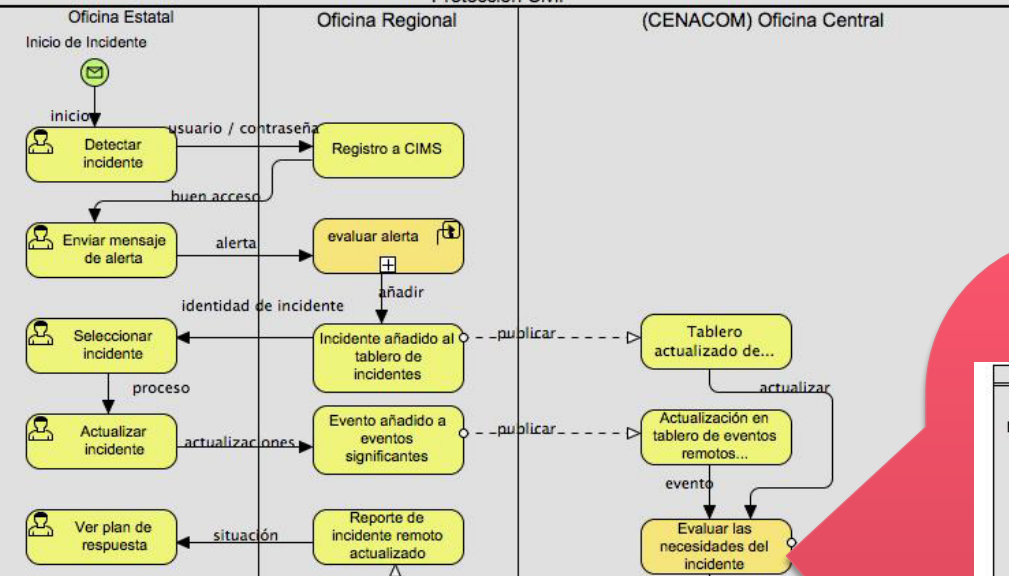 Oficina Estatal
Oficina Regional
(CENACOM) Oficina Central
Inicio de Incidente
inicio
usuario / contraseña
Detectar
incidente
Registro a CIMS
buen acceso
Enviar mensaje
de alerta
alerta
evaluar alerta
añadir
identidad de incidente
Seleccionar
incidente
Incidente añadido al
tablero de
incidentes
publicar
Tablero
actualizado de...
proceso
actualizar
Actualizar
incidente
actualizaciones
Evento añadido a
eventos
significantes
publicar
Actualización en
tablero de eventos
remotos...
evento
Ver plan de
respuesta
situación
Reporte de
incidente remoto
actualizado
Evaluar las
necesidades del
incidente